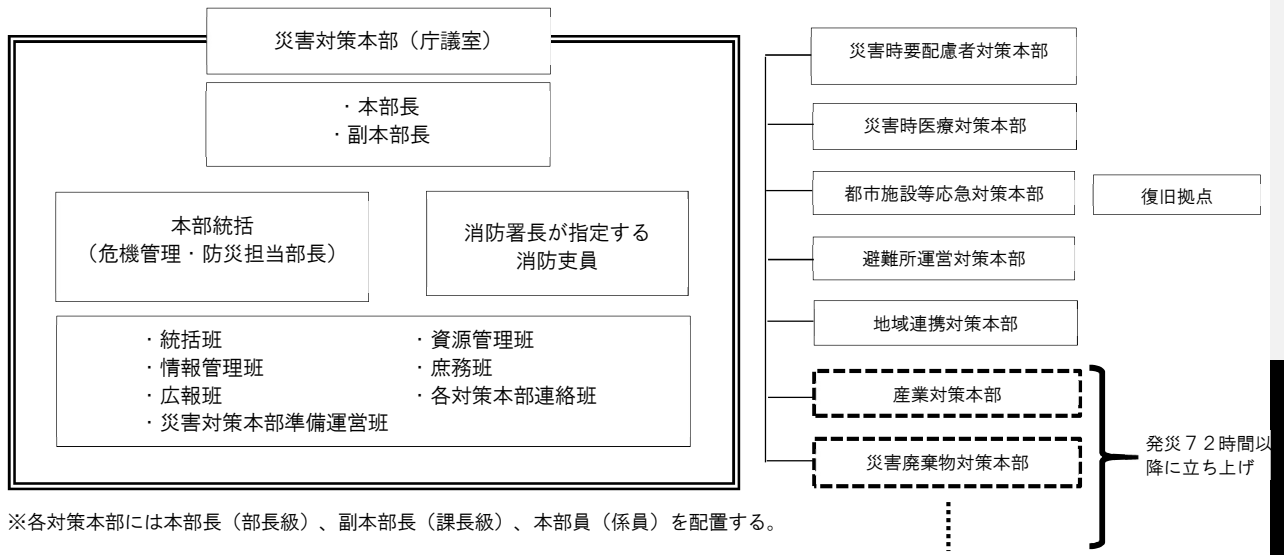 災害対策本部（庁議室）
・本部長
・副本部長
本部統括
（危機管理・防災担当部長）
消防署長が指定する
消防吏員
・統括班
・情報管理班
・広報班
・災害対策本部準備運営班
・資源管理班
・庶務班
・各対策本部連絡班
災害時要配慮者対策本部
災害時医療対策本部
都市施設等応急対策本部
復旧拠点
避難所運営対策本部
地域連携対策本部
産業対策本部
災害廃棄物対策本部
発災７２時間以
降に立ち上げ
※各対策本部には本部長（部長級）、副本部長（課長級）、本部員（係員）を配置する。